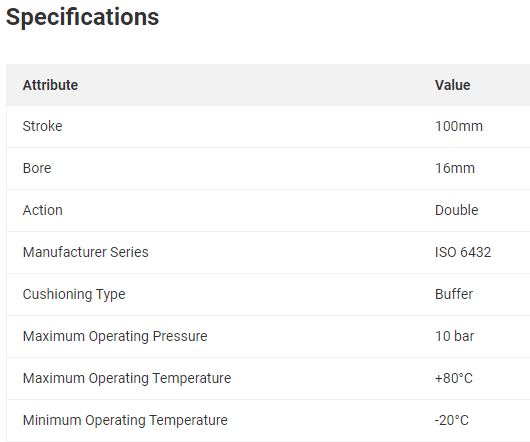 Specifications
Attribute Value
Stroke 100mm
Bore 16mm
Action Double
Manufacturer Series ISO 6432
Cushioning Type Buffer
Maximum Operating Pressure 10 bar
Maximum Operating Temperature +80°C
Minimum Operating Temperature -20°C